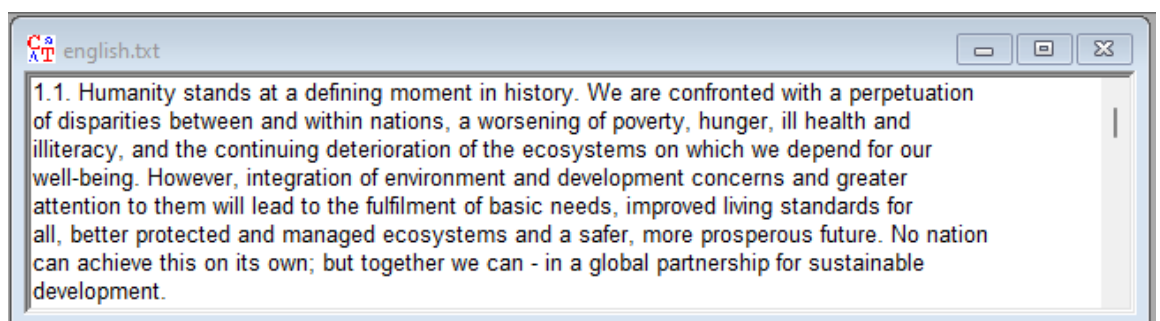 english.txt
1.1. Humanity stands at a defining moment in history. We are confronted with a perpetuation
of disparities between and within nations, a worsening of poverty, hunger, ill health and
illiteracy, and the continuing deterioration of the ecosystems on which we depend for our
well-being. However, integration of environment and development concerns and greater
attention to them will lead to the fulfilment of basic needs, improved living standards for
all, better protected and managed ecosystems and a safer, more prosperous future. No nation
can achieve this on its own; but together we can - in a global partnership for sustainable
development.